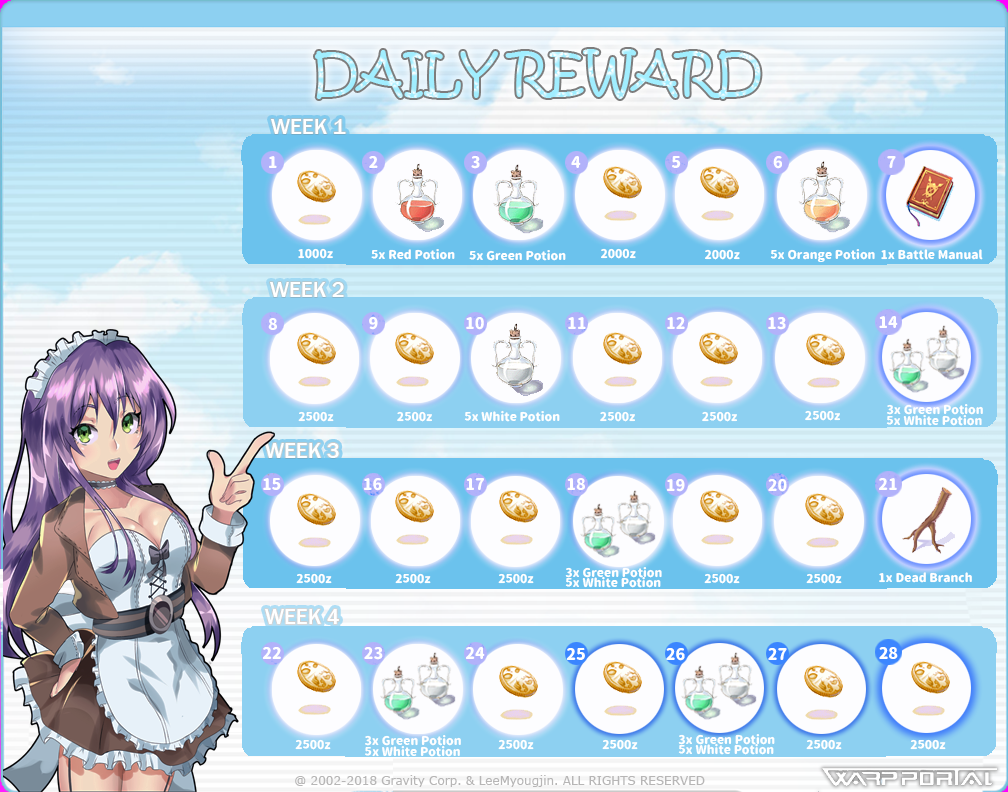 DAILY REWARD
WEEK 1
1 2 3 4 5 6 7
1000z 5x Red Potion 5x Green Potion 2000z 2000z 5x Orange Potion 1x Battle Manual
WEEK 2
8 9 10 11 12 13 14
2500z 2500z 5x White Potion 2500z 2500z 2500z 3x Green Potion
5x White Potion
WEEK 3
15 16 17 18 19 20 21
2500z 2500z 2500z 3x Green Potion 2500z 2500z 1x Dead Branch
5x White Potion
WEEK 4
22 23 24 25 26 27 28
2500z 3x Green Potion 2500z 2500z 3x Green Potion 2500z 2500z
5x White Potion 5x White Potion
© 2002-2018 Gravity Corp. & LeeMyougjin. ALL RIGHTS RESERVED
WARP PORTAL